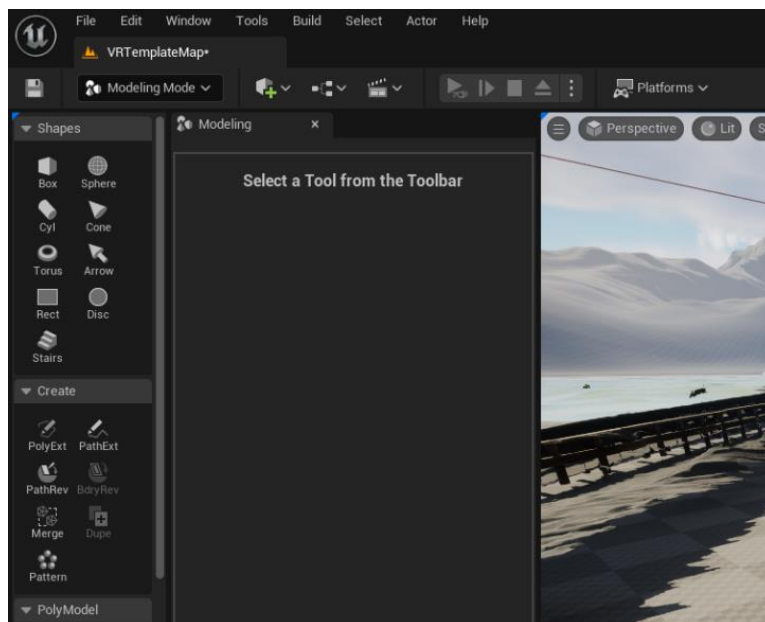 File Edit Window Tools Build Select Actor Help
VRTemplateMap*
Modeling Mode
Platforms
Shapes
Modeling
Perspective
Lit
S
Select a Tool from the Toolbar
Box Sphere
Cyl Cone
Torus Arrow
Rect Disc
Stairs
Create
PolyExt PathExt
PathRev BdryRev
Merge Dupe
Pattern
PolyModel